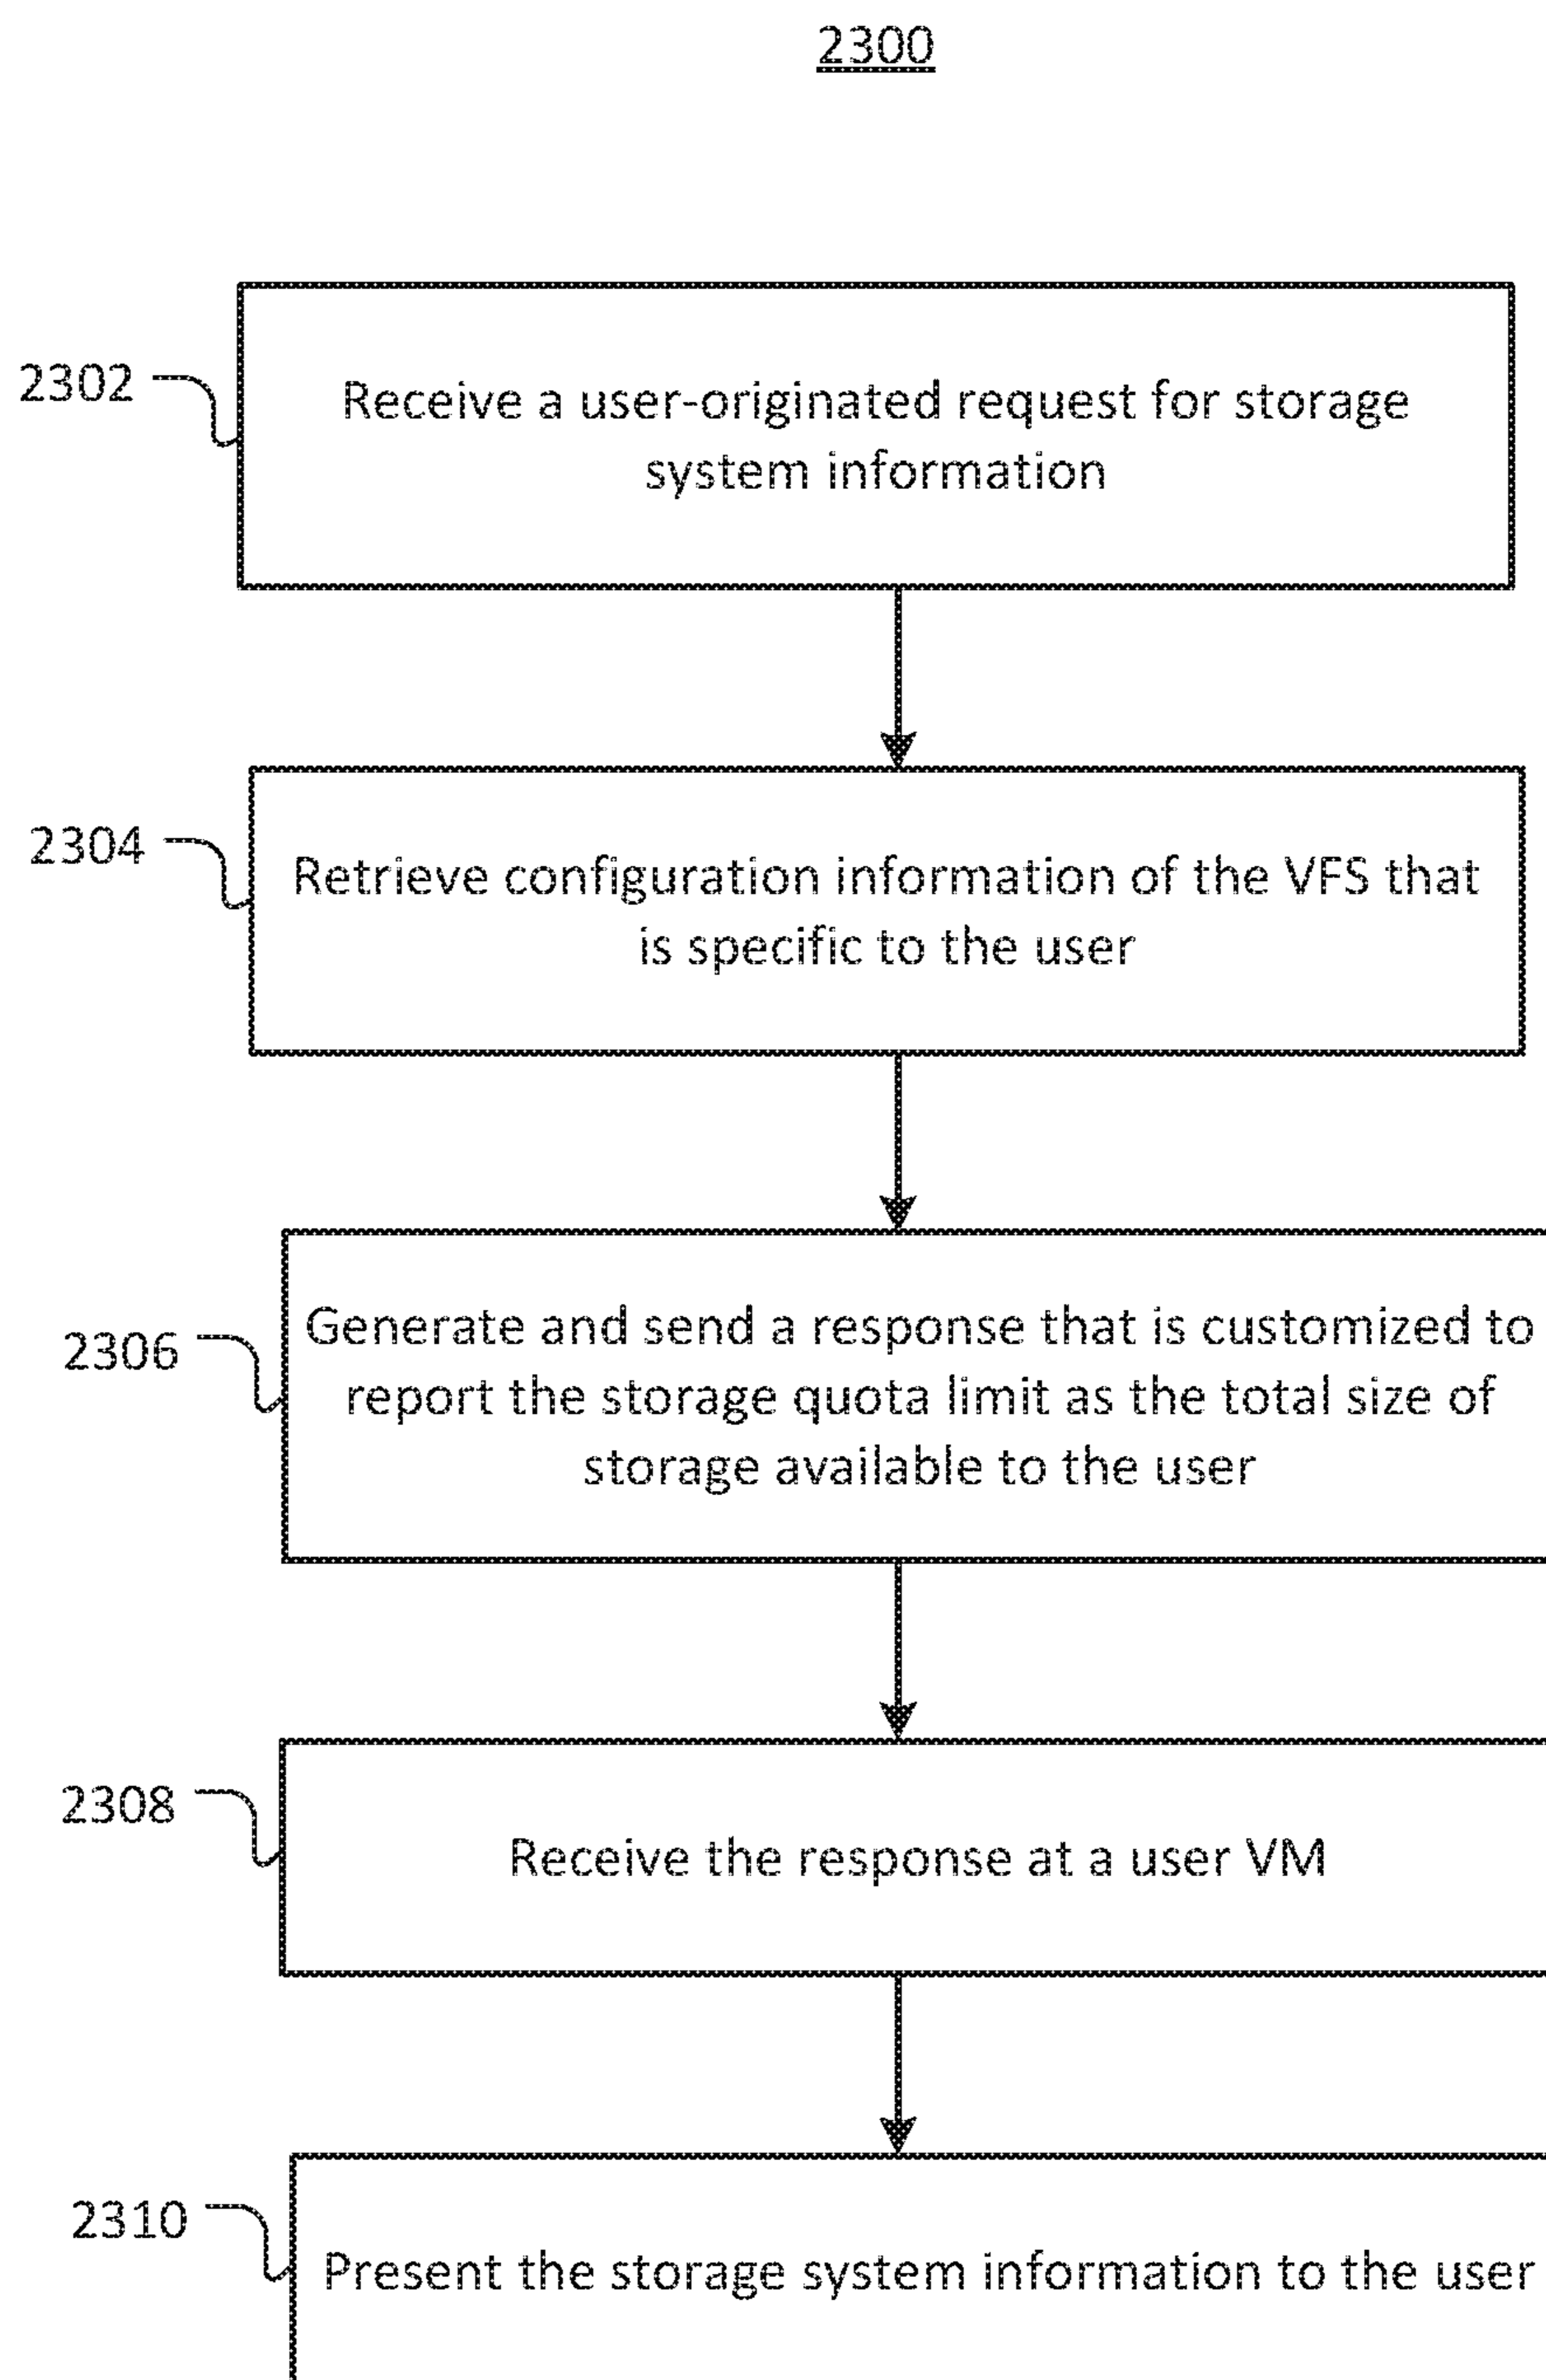 2300
2302
Receive a user-originated request for storage
system information
2304
Retrieve configuration information of the VFS that
is specific to the user
2306
Generate and send a response that is customized to
report the storage quota limit as the total size of
storage available to the user
2308
Receive the response at a user VM
2310
Present the storage system information to the user